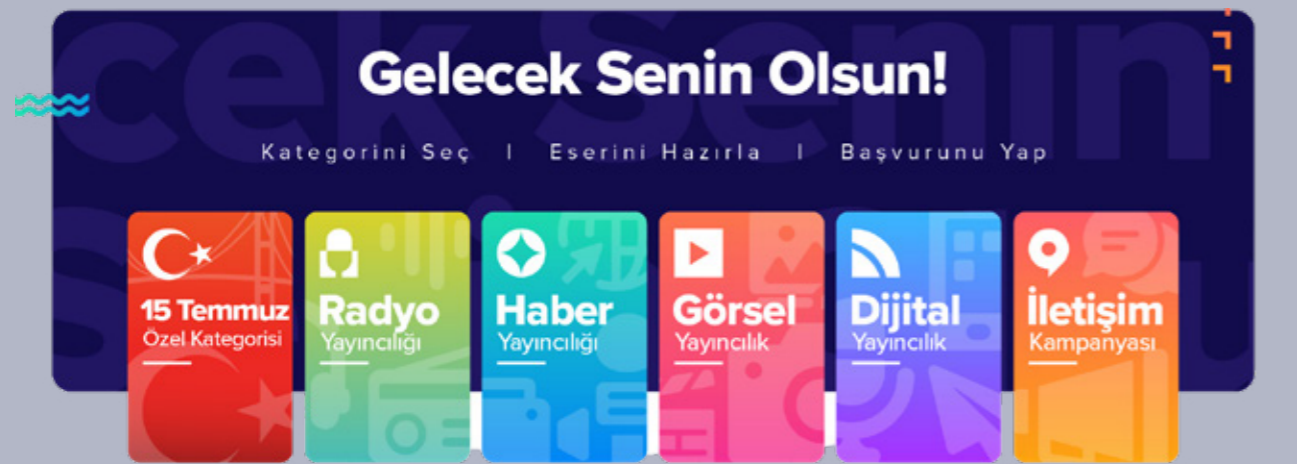 Gelecek Senin Olsun!
Kategorini Seç | Eserini Hazırla | Başvurunu Yap
15 Temmuz
Özel Kategorisi
Radyo
Yayıncılığı
Haber
Yayıncılığı
Görsel
Yayıncılık
Dijital
Yayıncılık
İletişim
Kampanyası